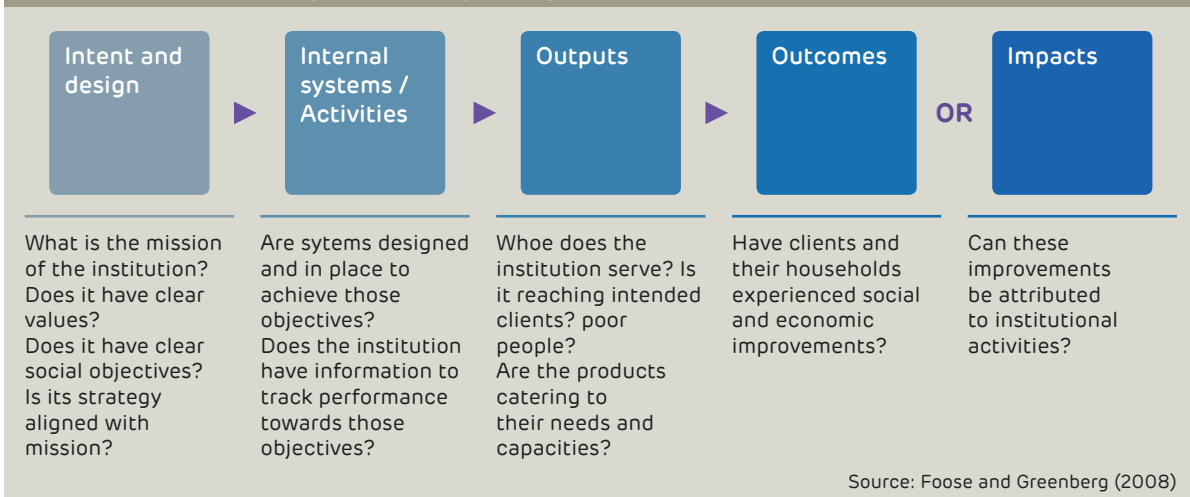 Intent and
design
Internal
systems /
Activities
Outputs
Outcomes
OR
Impacts
What is the mission
of the institution?
Does it have clear
values?
Does it have clear
social objectives?
Is its strategy
aligned with
mission?
Are sytems designed
and in place to
achieve those
objectives?
Does the institution
have information to
track performance
towards those
objectives?
Whoe does the
institution serve? Is
it reaching intended
clients? poor
people?
Are the products
catering to
their needs and
capacities?
Have clients and
their households
experienced social
and economic
improvements?
Can these
improvements
be attributed
to institutional
activities?
Source: Foose and Greenberg (2008)